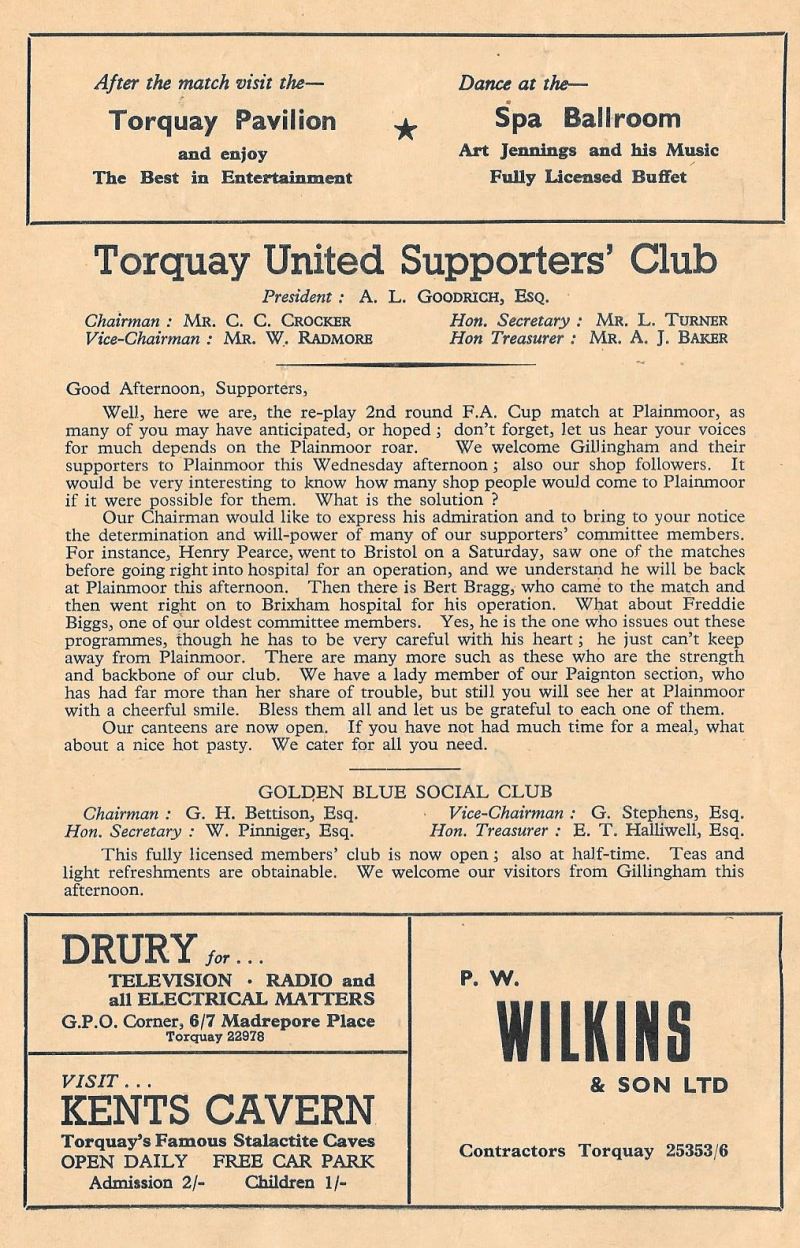 After the match visit the—
Torquay Pavilion
and enjoy
The Best in Entertainment
Dance at the—
Spa Ballroom
Art Jennings and his Music
Fully Licensed Buffet
Torquay United Supporters' Club
President : A. L. GOODRICH, ESQ.
Chairman : MR. C. C. CROCKER Hon. Secretary : MR. L. TURNER
Vice-Chairman : MR. W. RADMORE Hon Treasurer : MR. A. J. BAKER
Good Afternoon, Supporters,
Well, here we are, the re-play 2nd round F.A. Cup match at Plainmoor, as
many of you may have anticipated, or hoped ; don't forget, let us hear your voices
for much depends on the Plainmoor roar. We welcome Gillingham and their
supporters to Plainmoor this Wednesday afternoon ; also our shop followers. It
would be very interesting to know how many shop people would come to Plainmoor
if it were possible for them. What is the solution ?
Our Chairman would like to express his admiration and to bring to your notice
the determination and will-power of many of our supporters' committee members.
For instance, Henry Pearce, went to Bristol on a Saturday, saw one of the matches
before going right into hospital for an operation, and we understand he will be back
at Plainmoor this afternoon. Then there is Bert Bragg, who came to the match and
then went right on to Brixham hospital for his operation. What about Freddie
Biggs, one of our oldest committee members. Yes, he is the one who issues out these
programmes, though he has to be very careful with his heart ; he just can't keep
away from Plainmoor. There are many more such as these who are the strength
and backbone of our club. We have a lady member of our Paignton section, who
has had far more than her share of trouble, but still you will see her at Plainmoor
with a cheerful smile. Bless them all and let us be grateful to each one of them.
Our canteens are now open. If you have not had much time for a meal, what
about a nice hot pasty. We cater for all you need.
GOLDEN BLUE SOCIAL CLUB
Chairman : G. H. Bettison, Esq. Vice-Chairman : G. Stephens, Esq.
Hon. Secretary : W. Pinniger, Esq. Hon. Treasurer : E. T. Halliwell, Esq.
This fully licensed members' club is now open ; also at half-time. Teas and
light refreshments are obtainable. We welcome our visitors from Gillingham this
afternoon.
DRURY for . . .
TELEVISION · RADIO and
all ELECTRICAL MATTERS
G.P.O. Corner, 6/7 Madrepore Place
Torquay 22978
VISIT . . .
KENTS CAVERN
Torquay's Famous Stalactite Caves
OPEN DAILY FREE CAR PARK
Admission 2/- Children 1/-
P. W.
WILKINS
& SON LTD
Contractors Torquay 25353/6